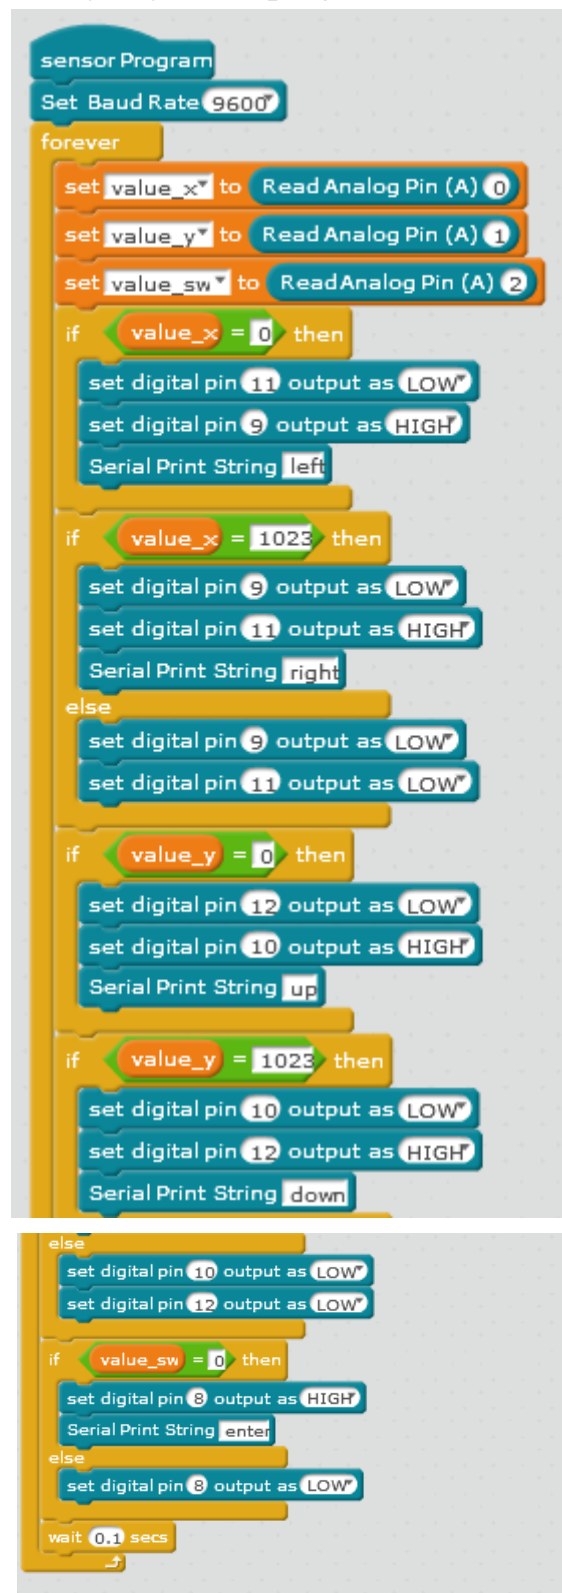 sensor Program
Set Baud Rate 9600
forever
set value_x to Read Analog Pin (A) 0
set value_y to Read Analog Pin (A) 1
set value_sw to Read Analog Pin (A) 2
if value_x = 0 then
set digital pin 11 output as LOW
set digital pin 9 output as HIGH
Serial Print String left
if value_x = 1023 then
set digital pin 9 output as LOW
set digital pin 11 output as HIGH
Serial Print String right
else
set digital pin 9 output as LOW
set digital pin 11 output as LOW
if value_y = 0 then
set digital pin 12 output as LOW
set digital pin 10 output as HIGH
Serial Print String up
if value_y = 1023 then
set digital pin 10 output as LOW
set digital pin 12 output as HIGH
Serial Print String down
else
set digital pin 10 output as LOW
set digital pin 12 output as LOW
if value_sw = 0 then
set digital pin 8 output as HIGH
Serial Print String enter
else
set digital pin 8 output as LOW
wait 0.1 secs